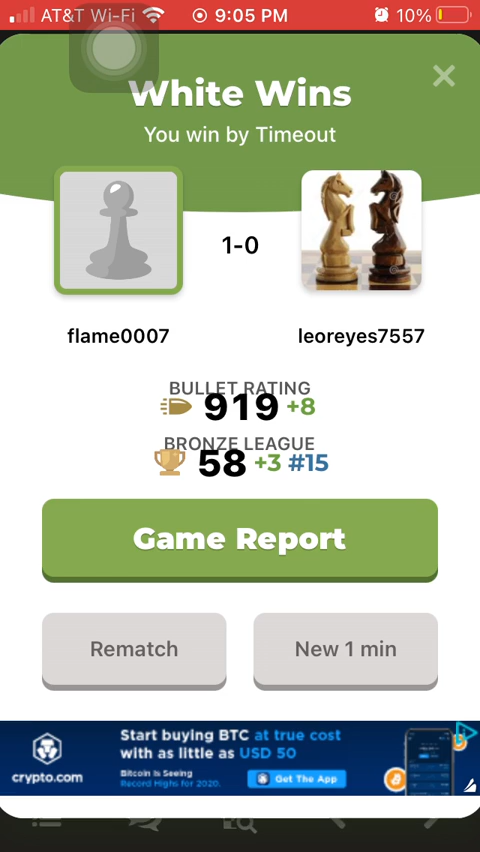 AT&T Wi-Fi 9:05 PM 10%
White Wins
You win by Timeout
1-0
flame0007 leoreyes7557
BULLET RATING
919 +8
BRONZE LEAGUE
58 +3 #15
Game Report
Rematch New 1 min
Start buying BTC at true cost
with as little as USD 50
crypto.com
Bitcoin Is Seeing
Record Highs for 2020.
Get The App